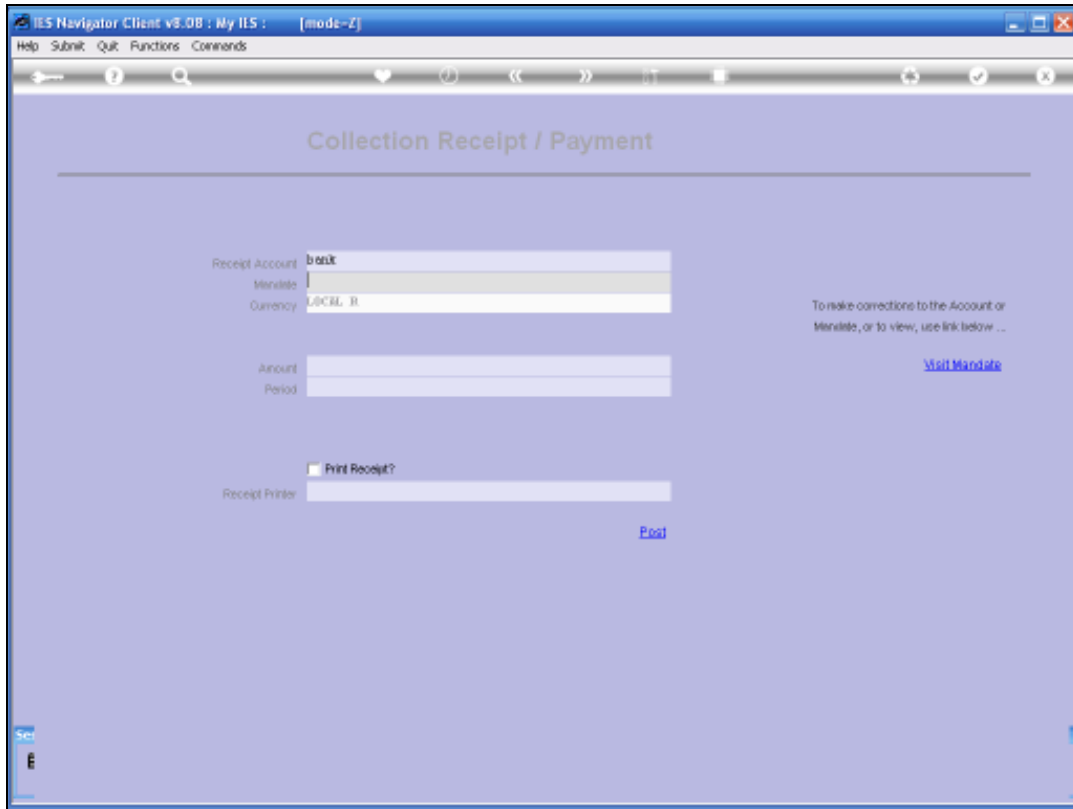 IES Navigator Client v8.08 : My IES : [mode=Z]
Help Submit Quit Functions Commands
Collection Receipt / Payment
Receipt Account bank
Mandate
Currency LOCAL R
To make corrections to the Account or
Mandate, or to view, use link below ...
Visit Mandate
Amount
Period
Print Receipt?
Receipt Printer
Post